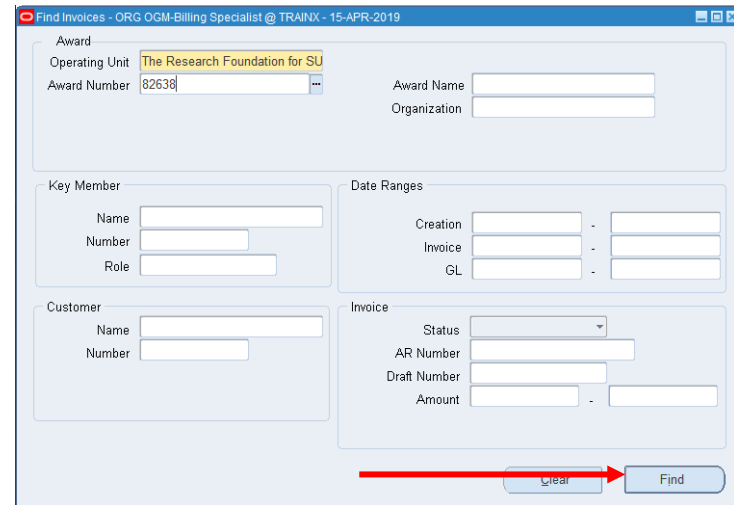 Find Invoices - ORG OGM-Billing Specialist @ TRAINX - 15-APR-2019
Award
Operating Unit The Research Foundation for SU
Award Number 82638 ...
Award Name
Organization
Key Member
Name
Number
Role
Date Ranges
Creation -
Invoice -
GL -
Customer
Name
Number
Invoice
Status
AR Number
Draft Number
Amount -
Clear
Find